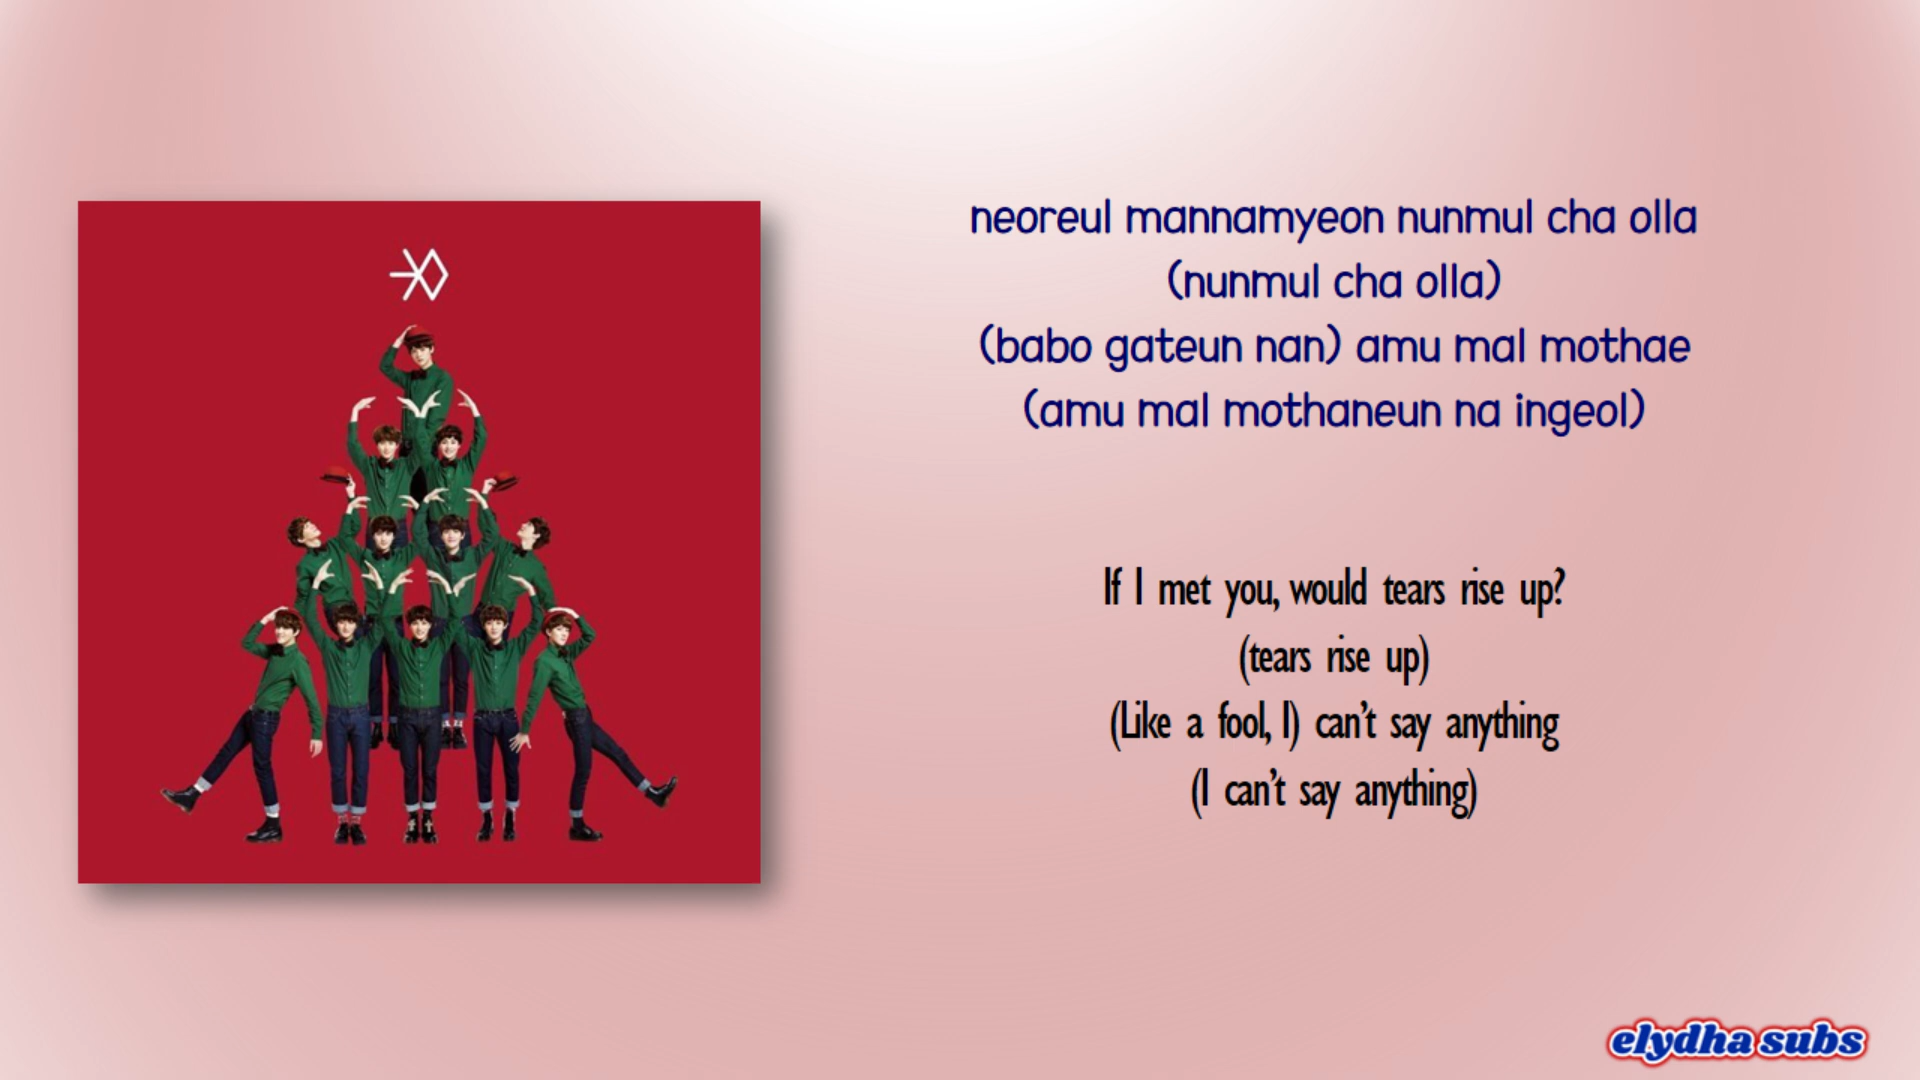 neoreul mannamyeon nunmul cha olla
(nunmul cha olla)
(babo gateun nan) amu mal mothae
(amu mal mothaneun na ingeol)
If I met you, would tears rise up?
(tears rise up)
(Like a fool, I) can't say anything
(I can't say anything)
elydha subs